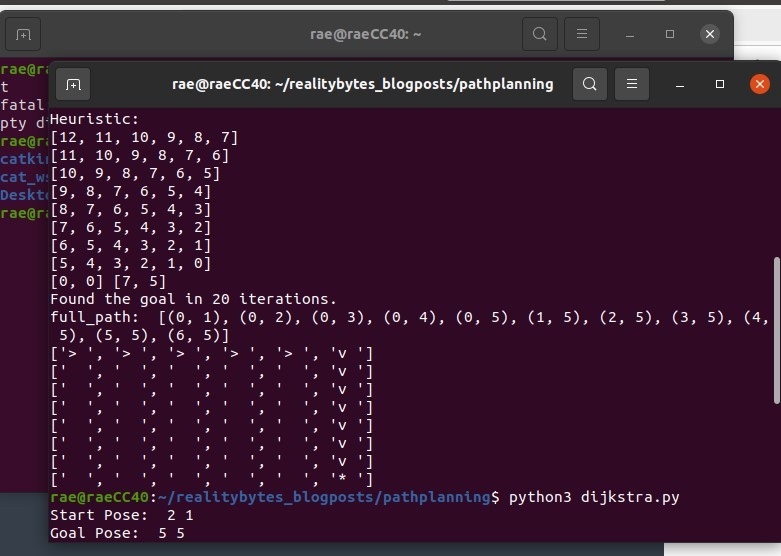 rae@raeCC40: ~
rae@ra
t
fatal
pty d
rae@ra
catki
cat_ws
Deskto
rae@ra
rae@raeCC40: ~/realitybytes_blogposts/pathplanning
Heuristic:
[12, 11, 10, 9, 8, 7]
[11, 10, 9, 8, 7, 6]
[10, 9, 8, 7, 6, 5]
[9, 8, 7, 6, 5, 4]
[8, 7, 6, 5, 4, 3]
[7, 6, 5, 4, 3, 2]
[6, 5, 4, 3, 2, 1]
[5, 4, 3, 2, 1, 0]
[0, 0] [7, 5]
Found the goal in 20 iterations.
full_path:  [(0, 1), (0, 2), (0, 3), (0, 4), (0, 5), (1, 5), (2, 5), (3, 5), (4,
 5), (5, 5), (6, 5)]
['> ', '> ', '> ', '> ', '> ', 'v ']
['  ', '  ', '  ', '  ', '  ', 'v ']
['  ', '  ', '  ', '  ', '  ', 'v ']
['  ', '  ', '  ', '  ', '  ', 'v ']
['  ', '  ', '  ', '  ', '  ', 'v ']
['  ', '  ', '  ', '  ', '  ', 'v ']
['  ', '  ', '  ', '  ', '  ', 'v ']
['  ', '  ', '  ', '  ', '  ', '* ']
rae@raeCC40:~/realitybytes_blogposts/pathplanning$ python3 dijkstra.py
Start Pose:  2 1
Goal Pose:  5 5